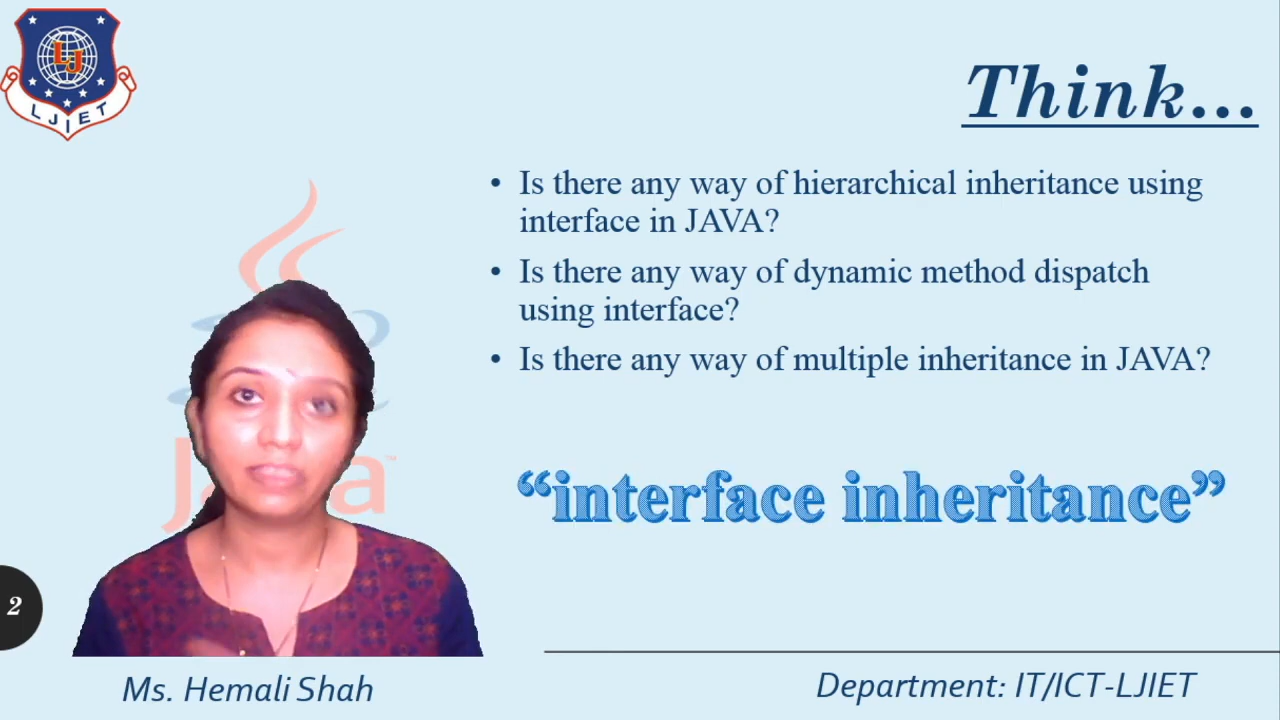 LJ
LJIET
Think...
• Is there any way of hierarchical inheritance using
interface in JAVA?
• Is there any way of dynamic method dispatch
using interface?
• Is there any way of multiple inheritance in JAVA?
Java™
“interface inheritance”
2
Ms. Hemali Shah
Department: IT/ICT-LJIET